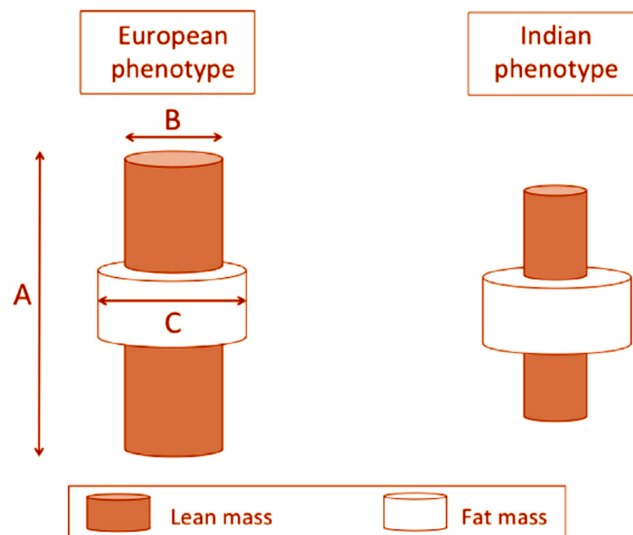 European
phenotype
Indian
phenotype
B
A
C
Lean mass
Fat mass